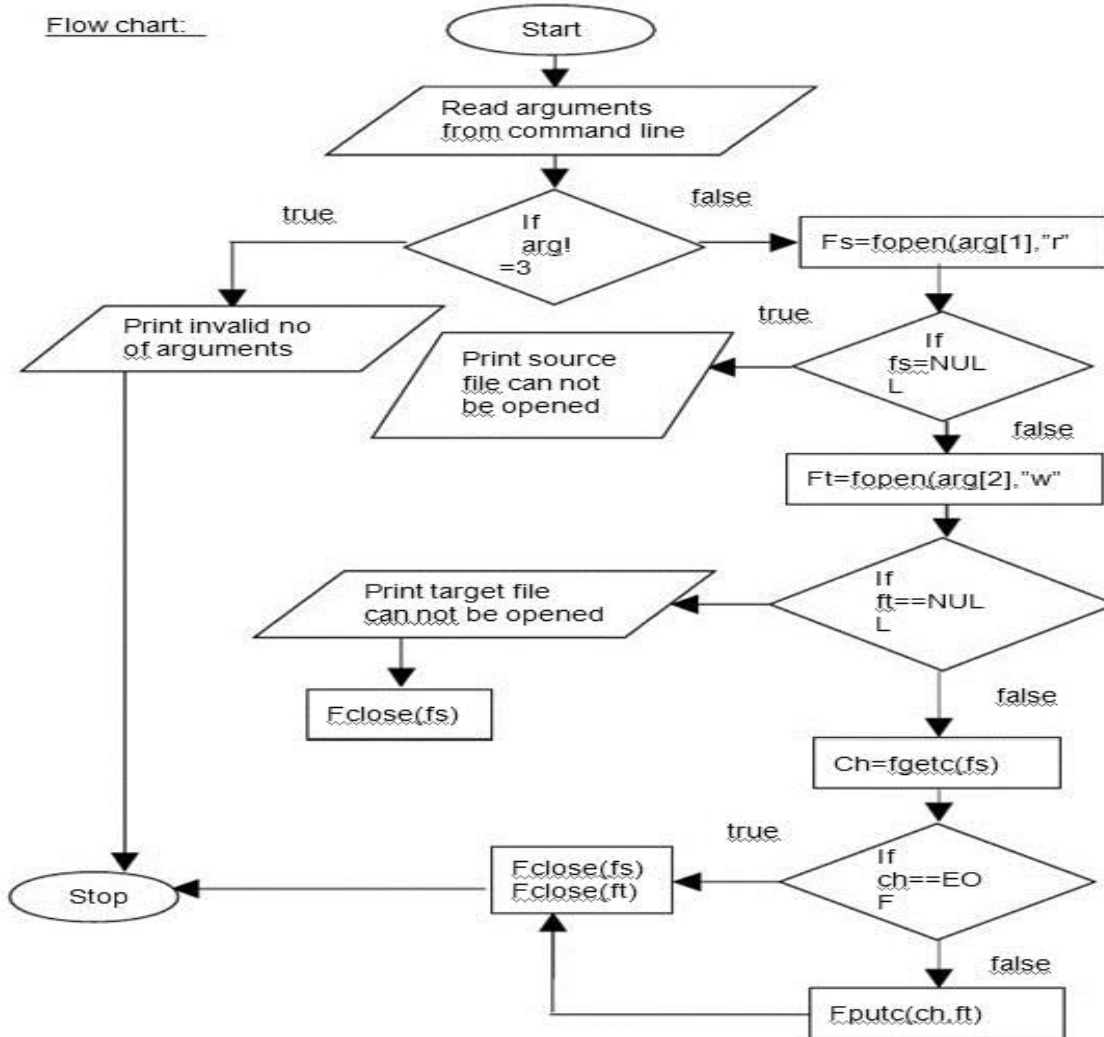 Flow chart:
Start
Read arguments
from command line
true
false
If
arg!
=3
Fs=fopen(arg[1],”r”
Print invalid no
of arguments
true
If
fs=NUL
L
Print source
file can not
be opened
false
Ft=fopen(arg[2],”w”
If
ft==NUL
L
Print target file
can not be opened
Fclose(fs)
false
Ch=fgetc(fs)
true
If
ch==EO
F
Fclose(fs)
Fclose(ft)
Stop
false
Fputc(ch,ft)